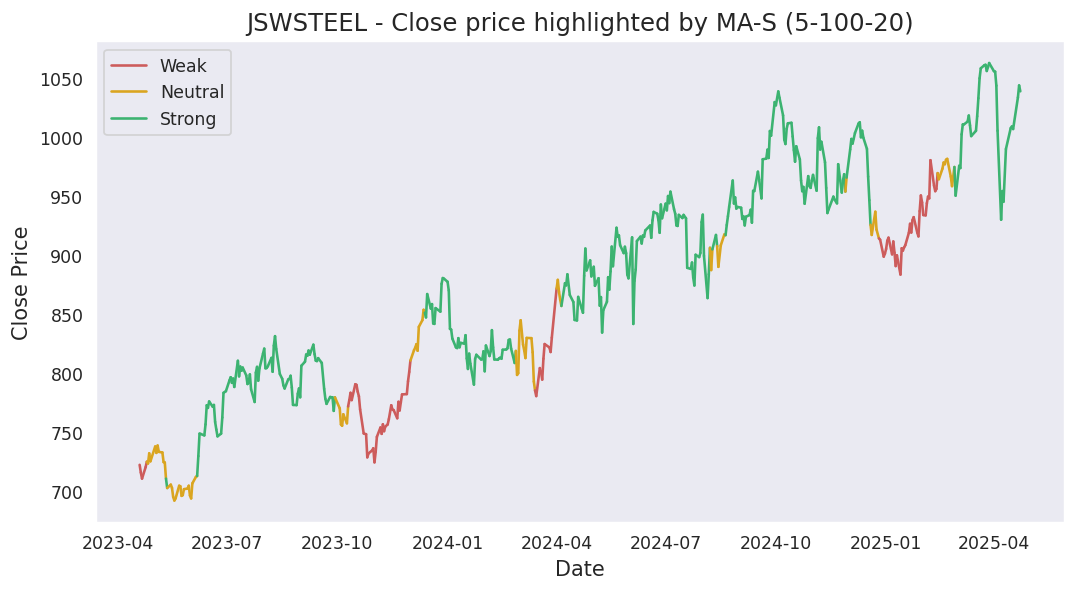 JSWSTEEL - Close price highlighted by MA-S (5-100-20)
Weak
Neutral
Strong
Close Price
1050
1000
950
900
850
800
750
700
2023-04 2023-07 2023-10 2024-01 2024-04 2024-07 2024-10 2025-01 2025-04
Date